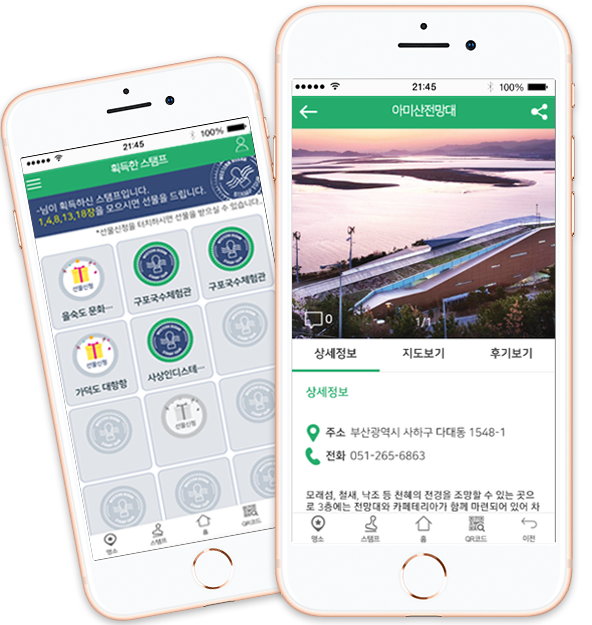 21:45
100%
획득한 스탬프
-님이 획득하신 스탬프입니다.
1,4,8,13,18장을 모으시면 선물을 드립니다.
*선물신청을 터치하시면 선물을 받으실 수 있습니다.
선물신청
을숙도 문화…
구포국수체험관
구포국수체험관
선물신청
가덕도 대항항
사상인디스테…
선물신청
명소
스탬프
홈
QR코드
21:45
100%
아미산전망대
0
1/1
상세정보
지도보기
후기보기
상세정보
주소 부산광역시 사하구 다대동 1548-1
전화 051-265-6863
모래섬, 철새, 낙조 등 천혜의 전경을 조망할 수 있는 곳으
로 3층에는 전망대와 카페테리아가 함께 마련되어 있어 차
명소
스탬프
홈
QR코드
이전